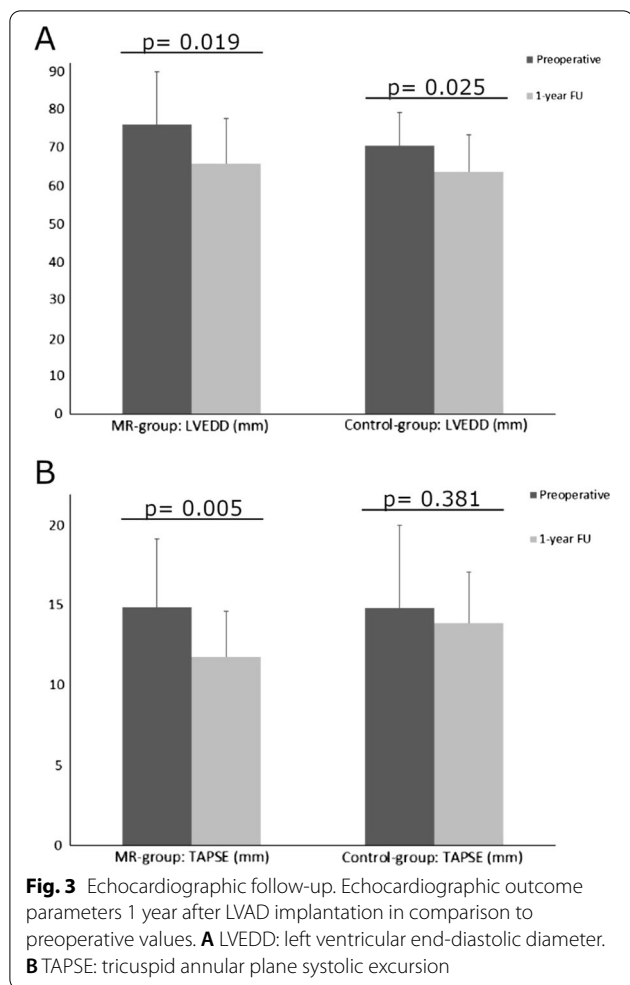 A
p= 0.019
p= 0.025
Preoperative
1-year FU
90
80
70
60
50
40
30
20
10
0
MR-group: LVEDD (mm)
Control-group: LVEDD (mm)
B
p= 0.005
p= 0.381
Preoperative
1-year FU
20
15
10
5
0
MR-group: TAPSE (mm)
Control-group: TAPSE (mm)
Fig. 3 Echocardiographic follow-up. Echocardiographic outcome
parameters 1 year after LVAD implantation in comparison to
preoperative values. A LVEDD: left ventricular end-diastolic diameter.
B TAPSE: tricuspid annular plane systolic excursion